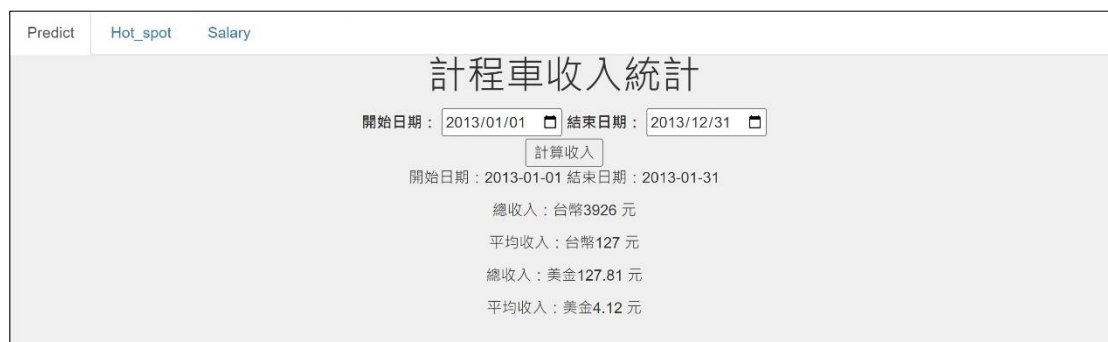 Predict Hot_spot Salary
計程車收入統計
開始日期： 2013/01/01 結束日期： 2013/12/31
計算收入
開始日期：2013-01-01 結束日期：2013-01-31
總收入：台幣3926 元
平均收入：台幣127 元
總收入：美金127.81 元
平均收入：美金4.12 元